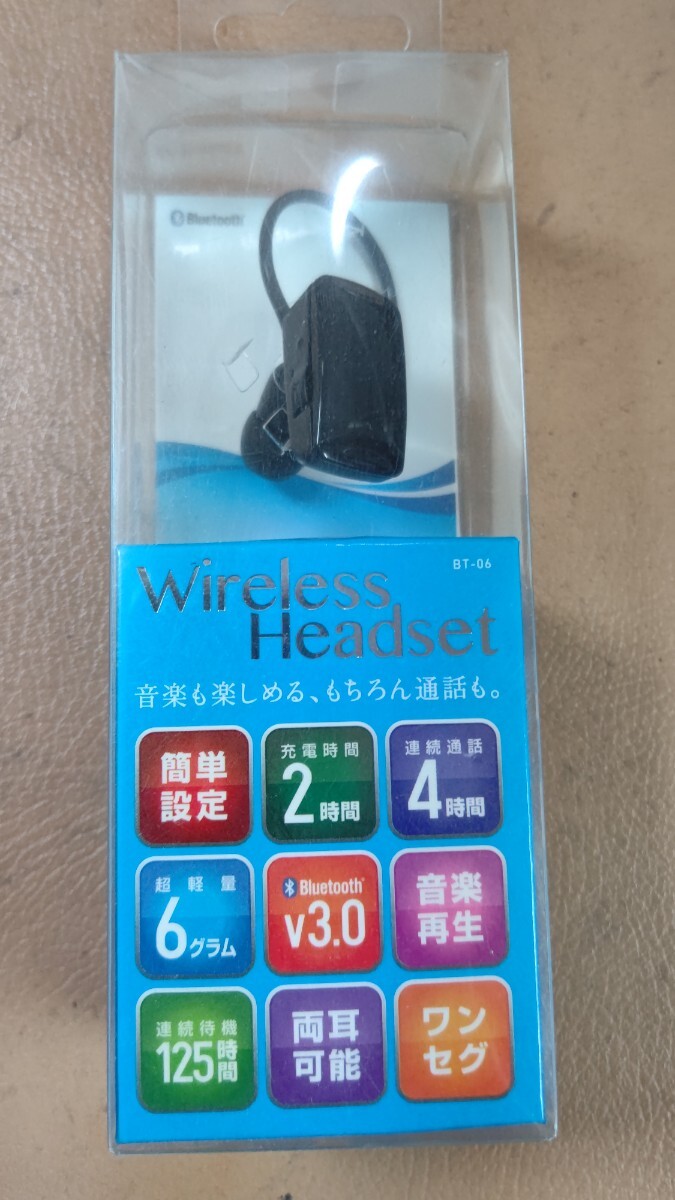 Bluetooth
BT-06
Wireless
Headset
音楽も楽しめる、もちろん通話も。
簡単
設定
充電時間
2時間
連続通話
4時間
超軽量
6グラム
Bluetooth
v3.0
音楽
再生
連続待機
125時間
両耳
可能
ワン
セグ